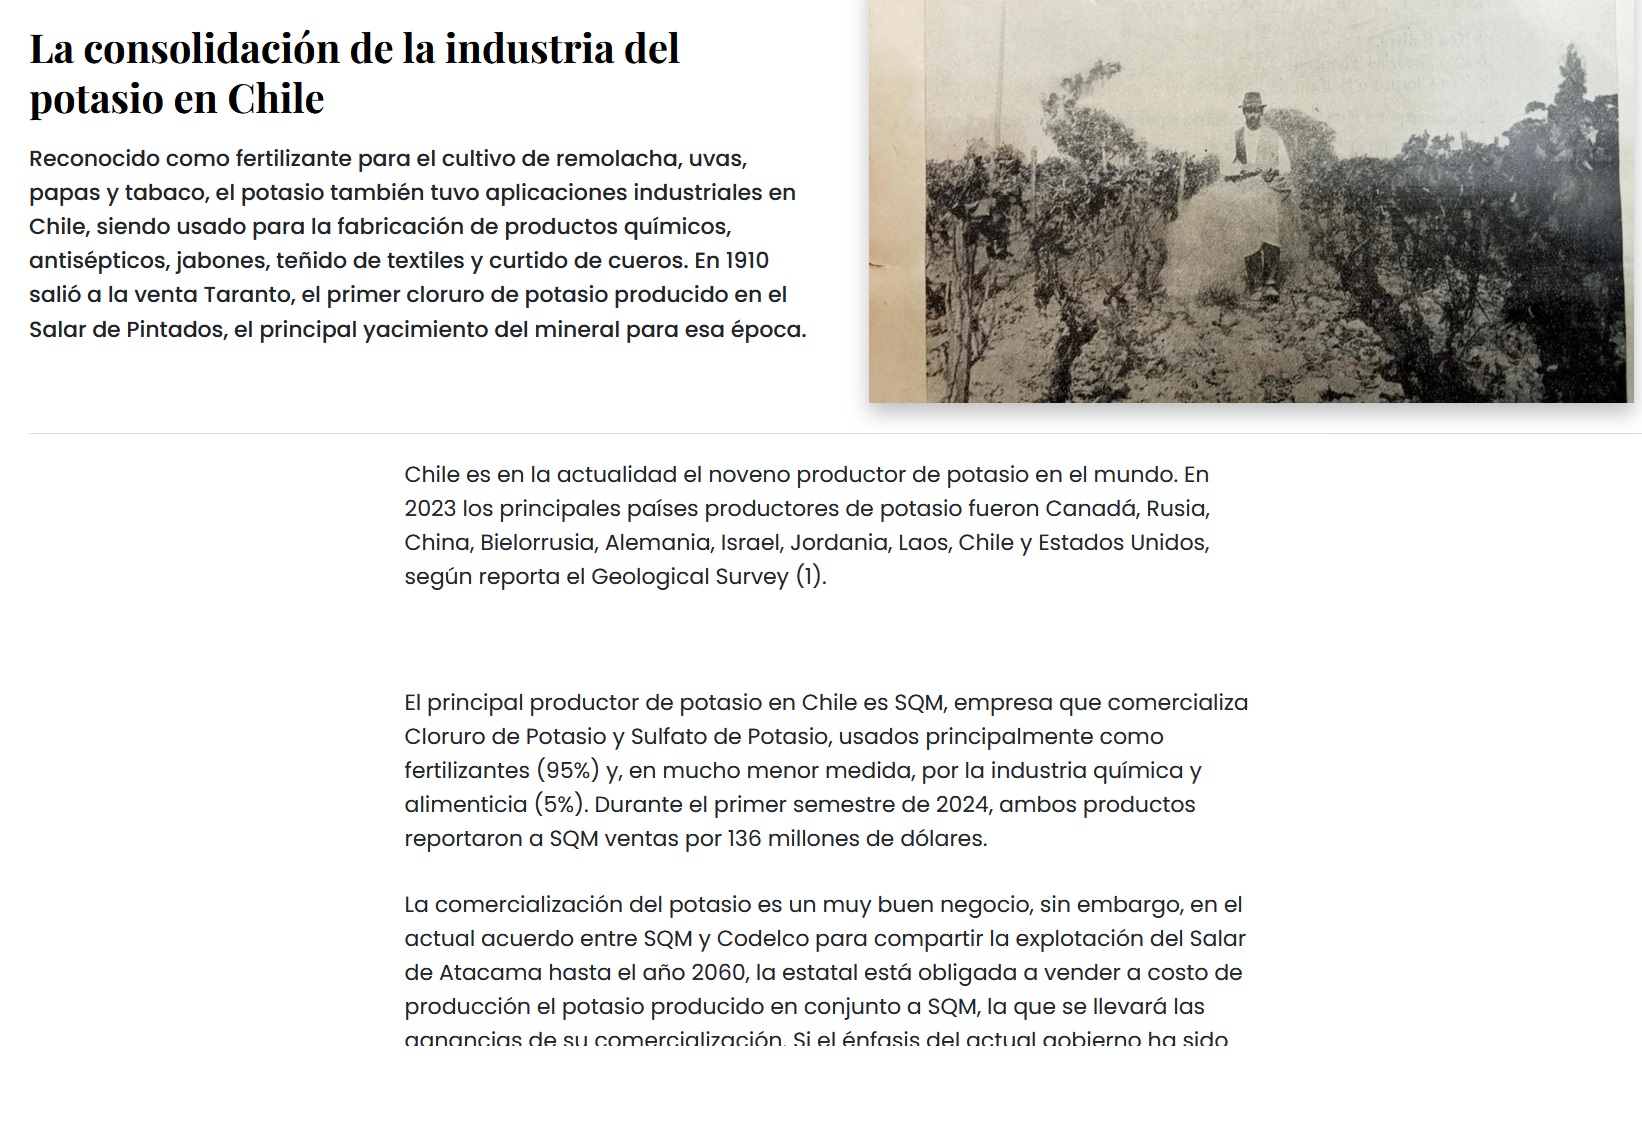 La consolidación de la industria del
potasio en Chile
Reconocido como fertilizante para el cultivo de remolacha, uvas,
papas y tabaco, el potasio también tuvo aplicaciones industriales en
Chile, siendo usado para la fabricación de productos químicos,
antisépticos, jabones, teñido de textiles y curtido de cueros. En 1910
salió a la venta Taranto, el primer cloruro de potasio producido en el
Salar de Pintados, el principal yacimiento del mineral para esa época.
Chile es en la actualidad el noveno productor de potasio en el mundo. En
2023 los principales países productores de potasio fueron Canadá, Rusia,
China, Bielorrusia, Alemania, Israel, Jordania, Laos, Chile y Estados Unidos,
según reporta el Geological Survey (1).
El principal productor de potasio en Chile es SQM, empresa que comercializa
Cloruro de Potasio y Sulfato de Potasio, usados principalmente como
fertilizantes (95%) y, en mucho menor medida, por la industria química y
alimenticia (5%). Durante el primer semestre de 2024, ambos productos
reportaron a SQM ventas por 136 millones de dólares.
La comercialización del potasio es un muy buen negocio, sin embargo, en el
actual acuerdo entre SQM y Codelco para compartir la explotación del Salar
de Atacama hasta el año 2060, la estatal está obligada a vender a costo de
producción el potasio producido en conjunto a SQM, la que se llevará las
ganancias de su comercialización. Si el énfasis del actual gobierno ha sido